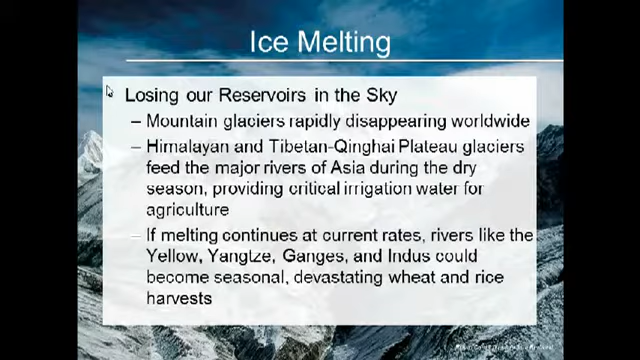 Ice Melting
Losing our Reservoirs in the Sky
– Mountain glaciers rapidly disappearing worldwide
– Himalayan and Tibetan-Qinghai Plateau glaciers
feed the major rivers of Asia during the dry
season, providing critical irrigation water for
agriculture
– If melting continues at current rates, rivers like the
Yellow, Yangtze, Ganges, and Indus could
become seasonal, devastating wheat and rice
harvests